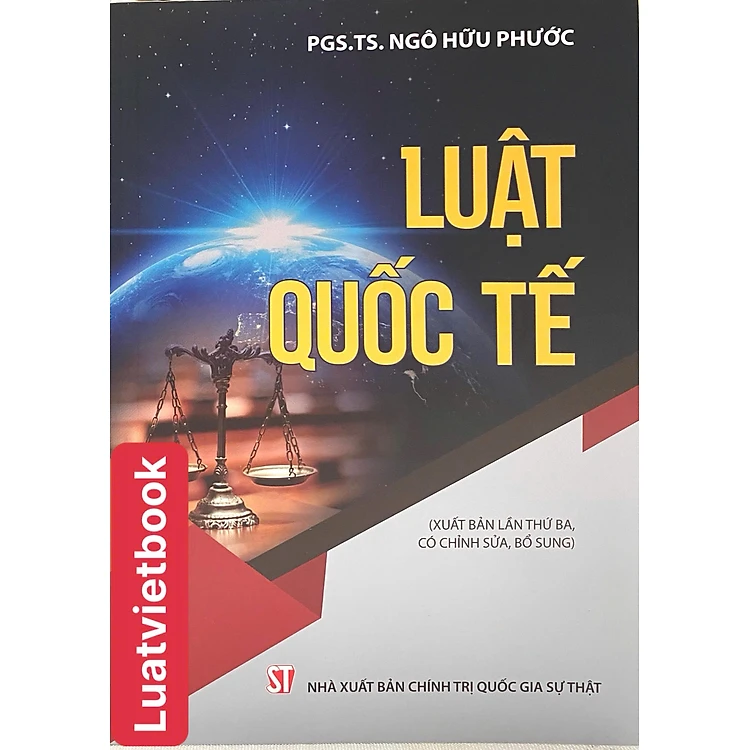 PGS.TS. NGÔ HỮU PHƯỚC
LUẬT
QUỐC TẾ
(XUẤT BẢN LẦN THỨ BA,
CÓ CHỈNH SỬA, BỔ SUNG)
ST
NHÀ XUẤT BẢN CHÍNH TRỊ QUỐC GIA SỰ THẬT
Luatvietbook